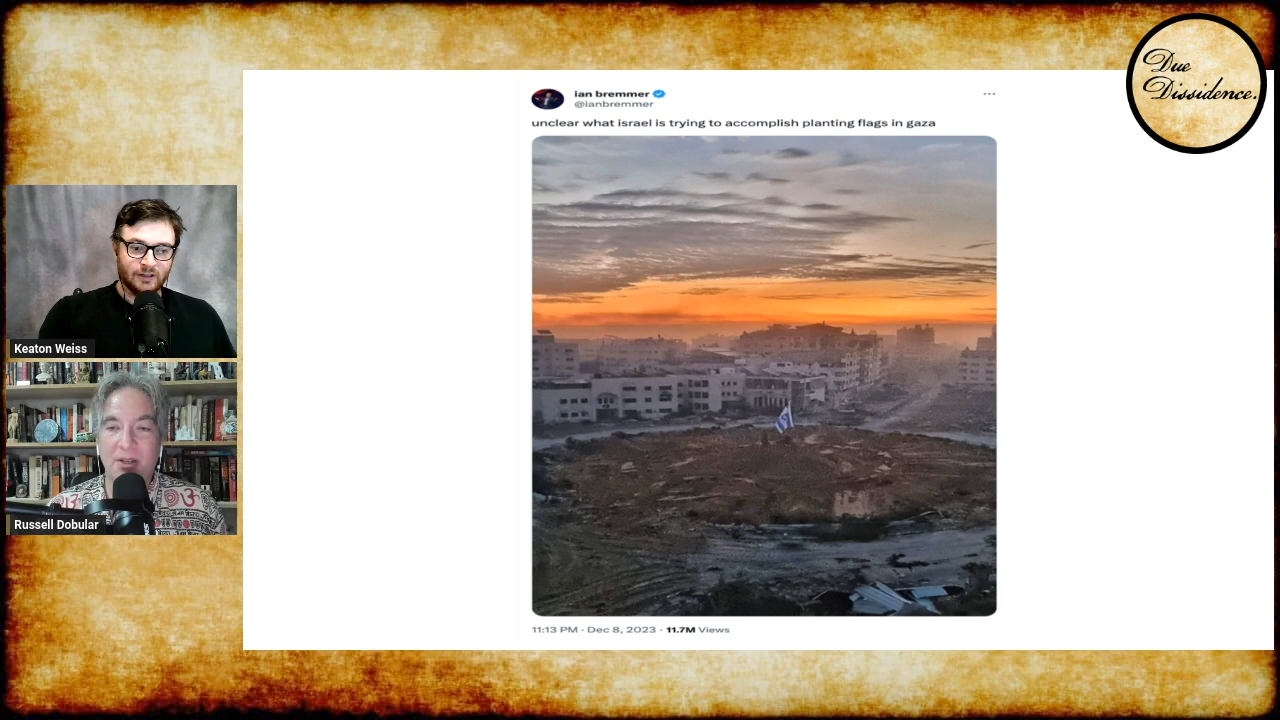 Due
Dissidence.
ian bremmer
@ianbremmer
unclear what israel is trying to accomplish planting flags in gaza
11:13 PM · Dec 8, 2023 · 11.7M Views
Keaton Weiss
Russell Dobular